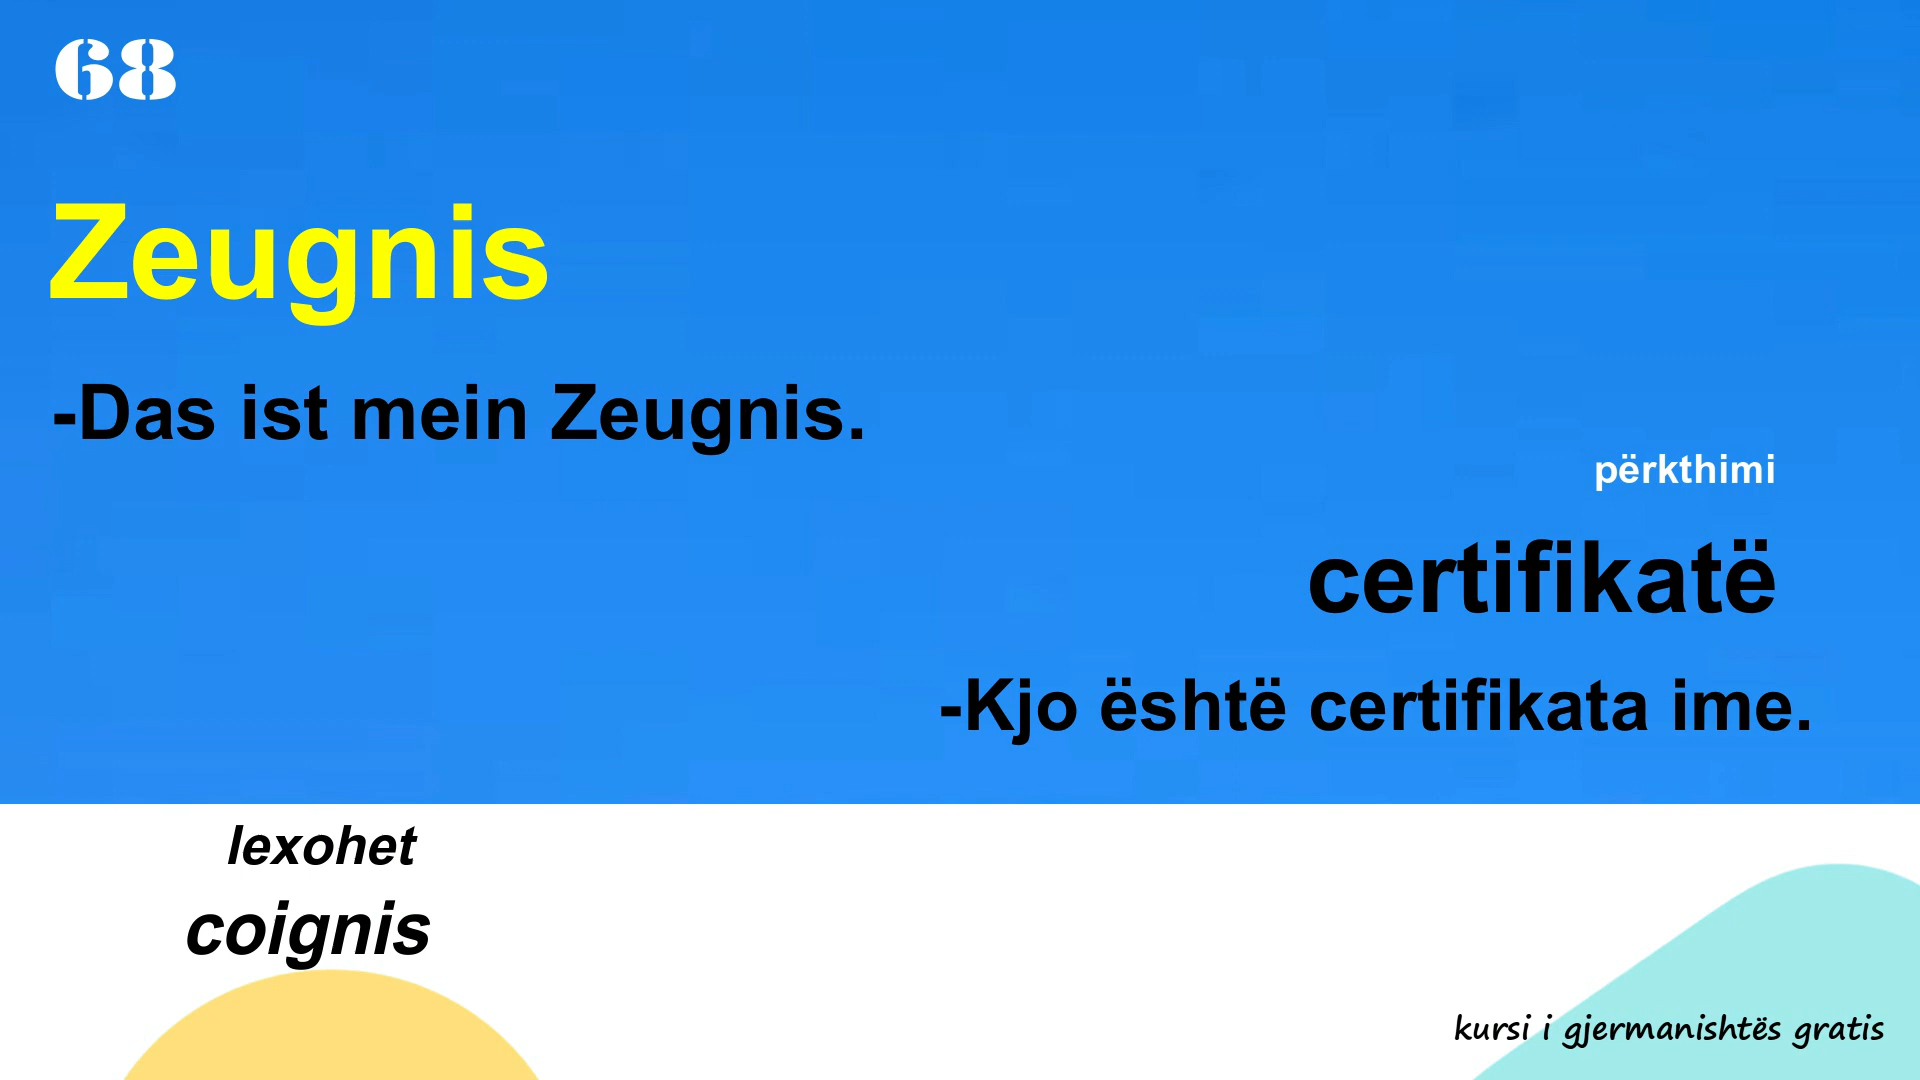 68
Zeugnis
-Das ist mein Zeugnis.
përkthimi
certifikatë
-Kjo është certifikata ime.
lexohet
coignis
kursi i gjermanishtës gratis